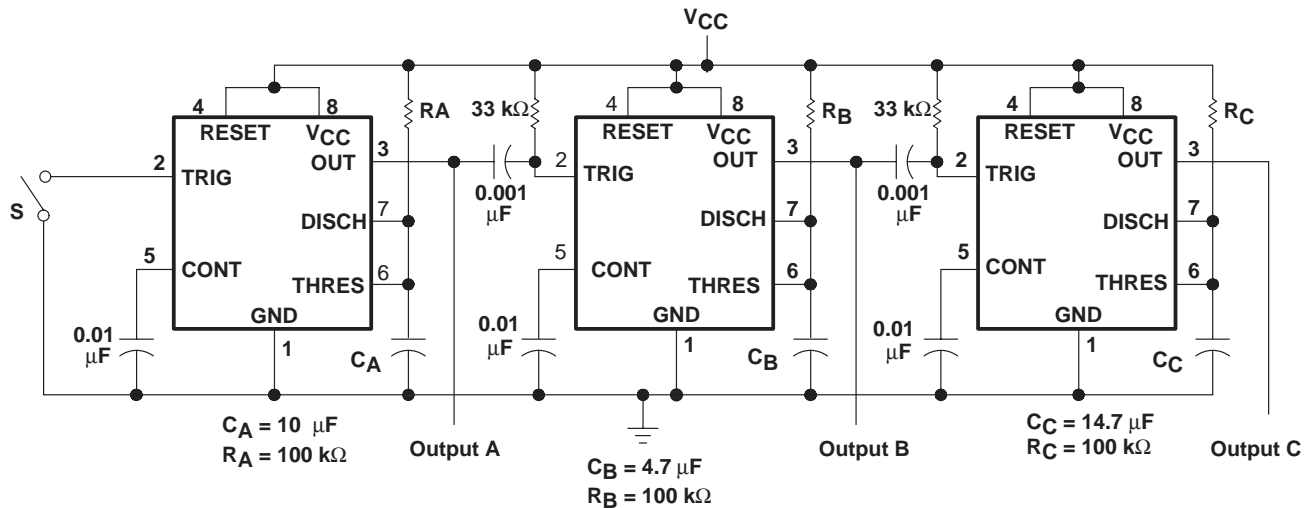 VCC
4
8
RESET
VCC
2
TRIG
OUT
3
DISCH
7
5
CONT
THRES
6
GND
1
S
0.01
μF
RA
CA
CA = 10 μF
RA = 100 kΩ
Output A
33 kΩ
0.001
μF
4
8
RESET
VCC
2
TRIG
OUT
3
DISCH
7
5
CONT
THRES
6
GND
1
0.01
μF
RB
CB
CB = 4.7 μF
RB = 100 kΩ
Output B
33 kΩ
0.001
μF
4
8
RESET
VCC
2
TRIG
OUT
3
DISCH
7
5
CONT
THRES
6
GND
1
0.01
μF
RC
CC
CC = 14.7 μF
RC = 100 kΩ
Output C